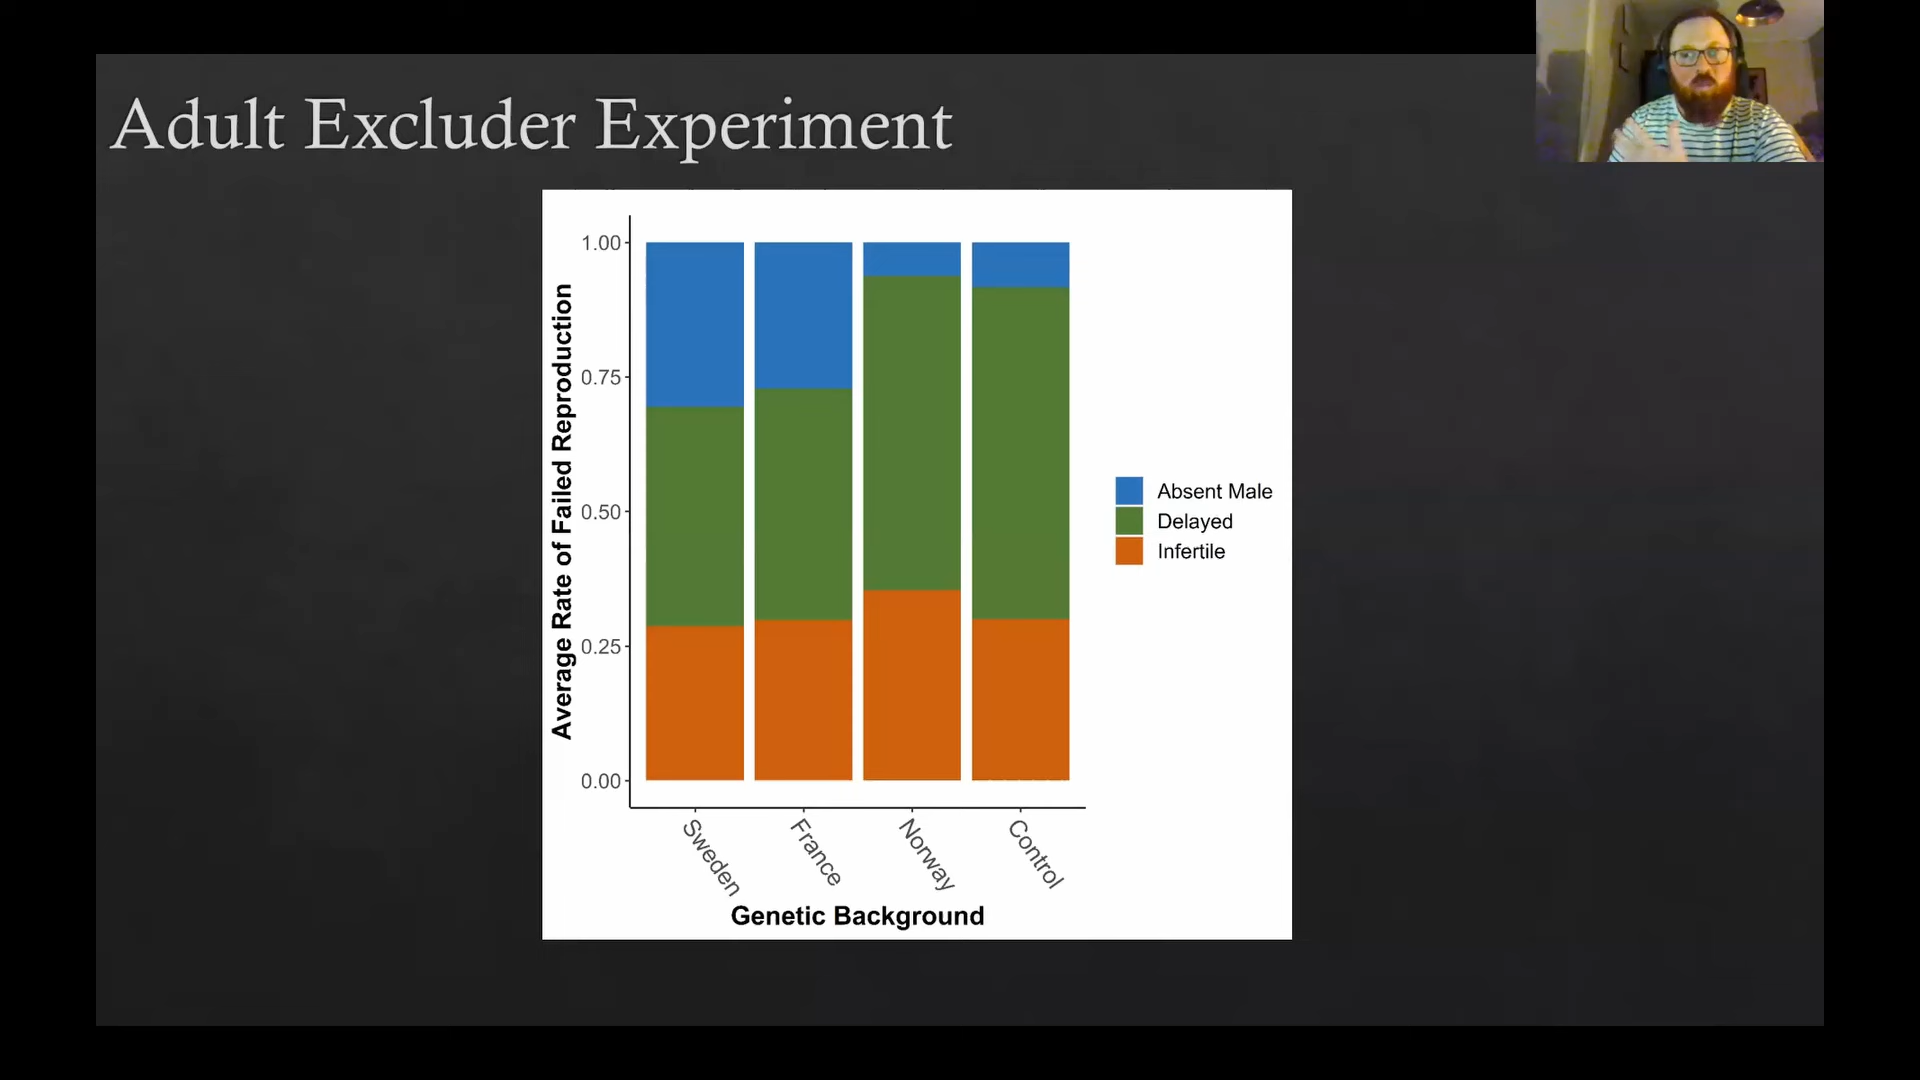 Adult Excluder Experiment
Average Rate of Failed Reproduction
1.00
0.75
0.50
0.25
0.00
Absent Male
Delayed
Infertile
Sweden
France
Norway
Control
Genetic Background